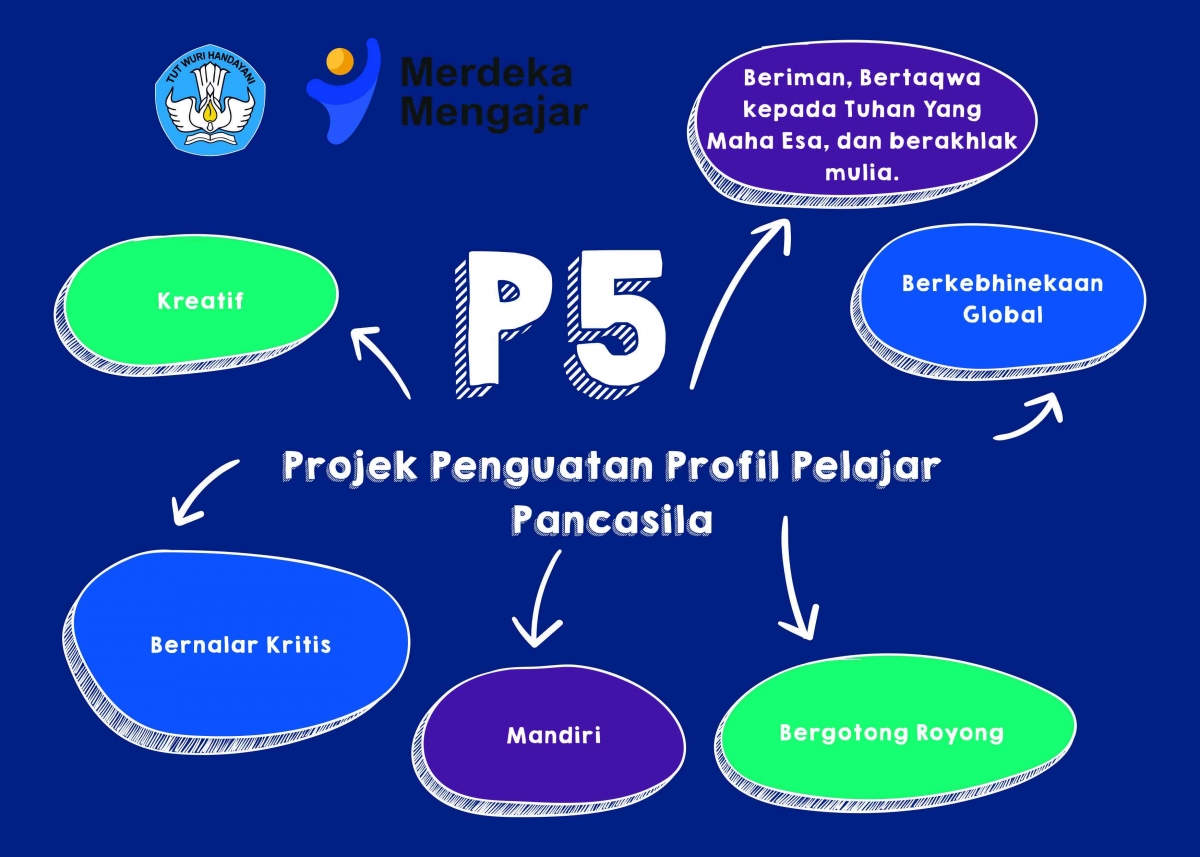 TUT WURI HANDAYANI
Merdeka
Mengajar
Beriman, Bertaqwa
kepada Tuhan Yang
Maha Esa, dan berakhlak
mulia.
Kreatif
P5
Berkebhinekaan
Global
Projek Penguatan Profil Pelajar
Pancasila
Bernalar Kritis
Mandiri
Bergotong Royong